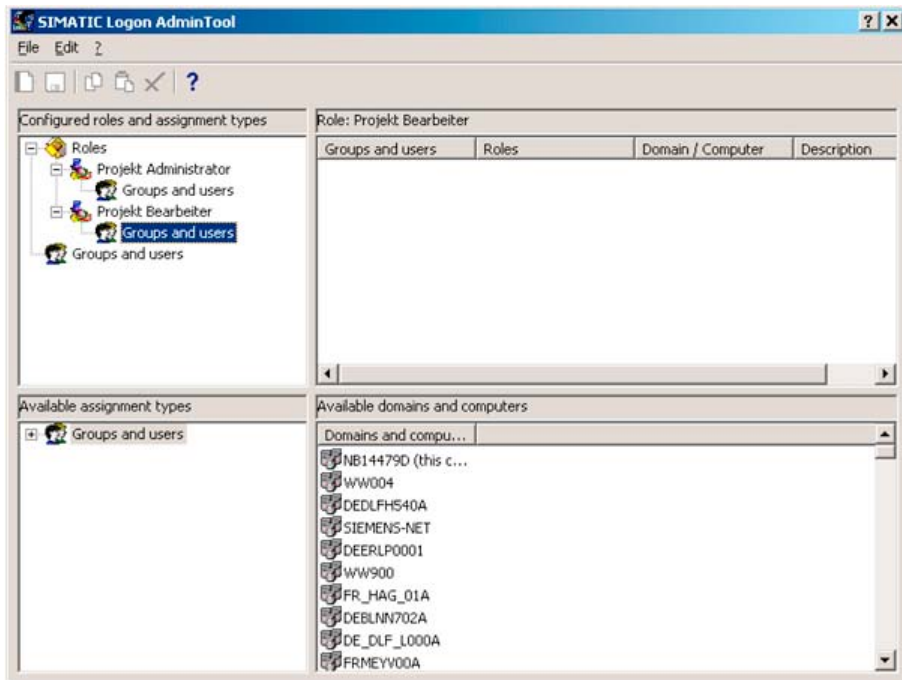 SIMATIC Logon AdminTool
File Edit ?
?
Configured roles and assignment types
Roles
Projekt Administrator
Groups and users
Projekt Bearbeiter
Groups and users
Groups and users
Role: Projekt Bearbeiter
Groups and users Roles Domain / Computer Description
Available assignment types
Groups and users
Available domains and computers
Domains and compu...
NB14479D (this c...
WW004
DEDLFH540A
SIEMENS-NET
DEERLP0001
WW900
FR_HAG_01A
DEBLNN702A
DE_DLF_L000A
FRMEYV00A